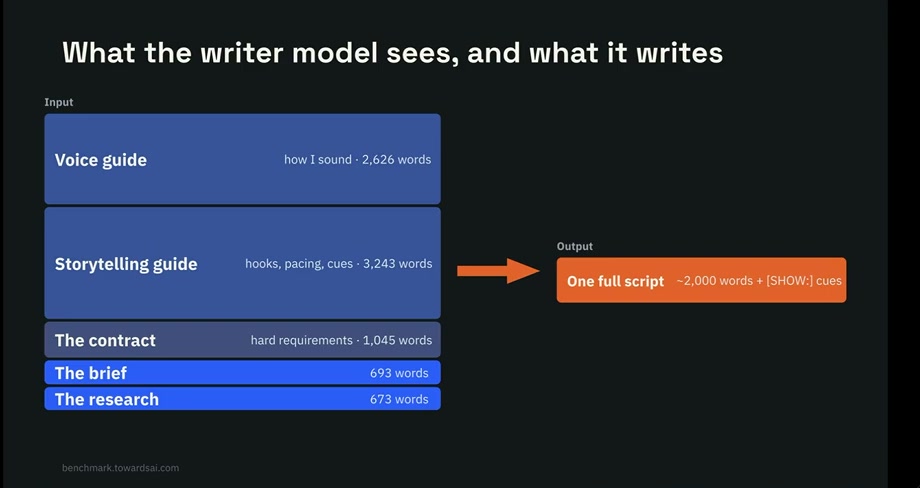 What the writer model sees, and what it writes
Input
Voice guide how I sound · 2,626 words
Storytelling guide hooks, pacing, cues · 3,243 words
The contract hard requirements · 1,045 words
The brief 693 words
The research 673 words
Output
One full script ~2,000 words + [SHOW:] cues
benchmark.towardsai.com